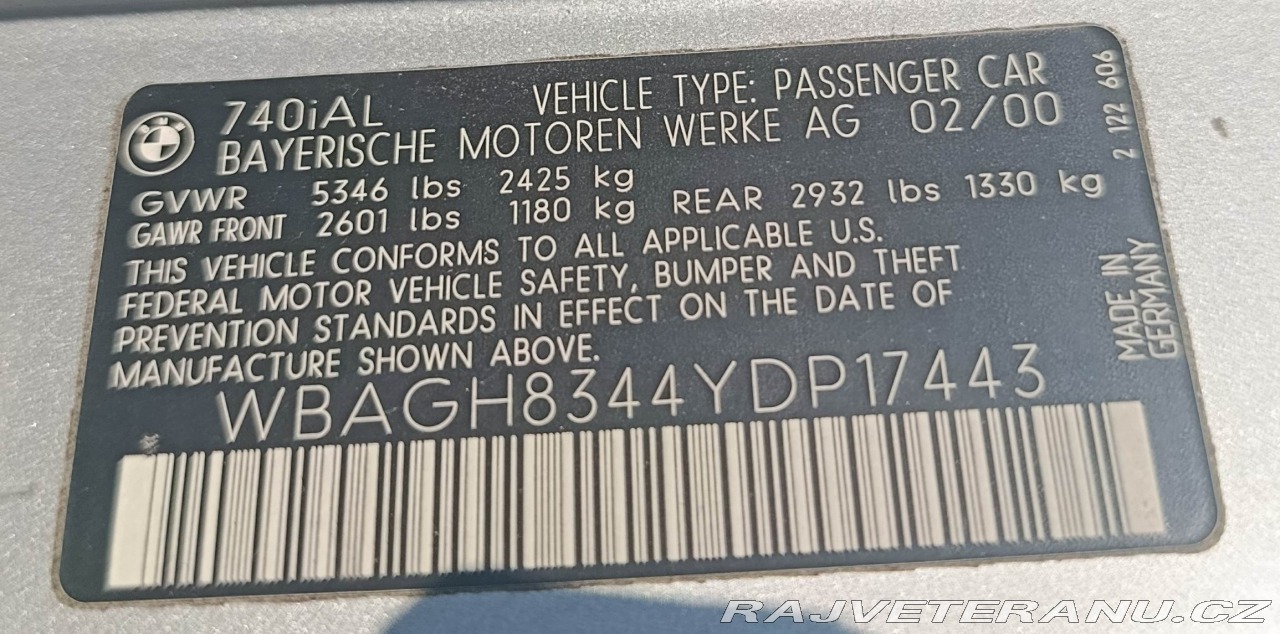 740iAL VEHICLE TYPE: PASSENGER CAR
BAYERISCHE MOTOREN WERKE AG 02/00
GVWR 5346 lbs 2425 kg
GAWR FRONT 2601 lbs 1180 kg REAR 2932 lbs 1330 kg
THIS VEHICLE CONFORMS TO ALL APPLICABLE U.S.
FEDERAL MOTOR VEHICLE SAFETY, BUMPER AND THEFT
PREVENTION STANDARDS IN EFFECT ON THE DATE OF
MANUFACTURE SHOWN ABOVE.
WBAGH8344YDP17443
2 122 606
MADE IN
GERMANY
RAJVETERANU.CZ